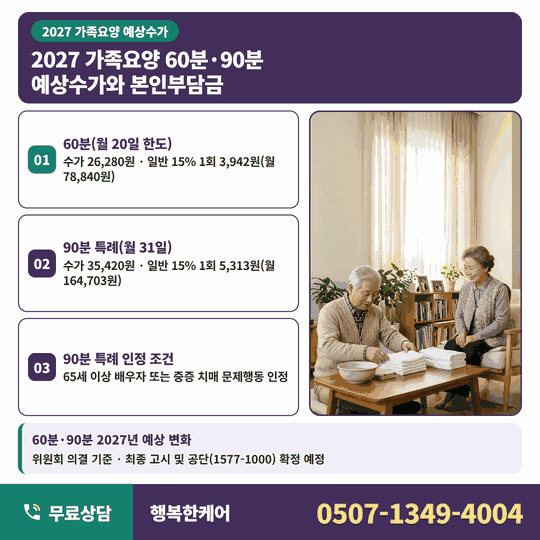 2027 가족요양 예상수가
2027 가족요양 60분·90분
예상수가와 본인부담금
01
60분(월 20일 한도)
수가 26,280원 · 일반 15% 1회 3,942원(월
78,840원)
02
90분 특례(월 31일)
수가 35,420원 · 일반 15% 1회 5,313원(월
164,703원)
03
90분 특례 인정 조건
65세 이상 배우자 또는 중증 치매 문제행동 인정
60분·90분 2027년 예상 변화
위원회 의결 기준 · 최종 고시 및 공단(1577-1000) 확정 예정
무료상담
행복한케어
0507-1349-4004